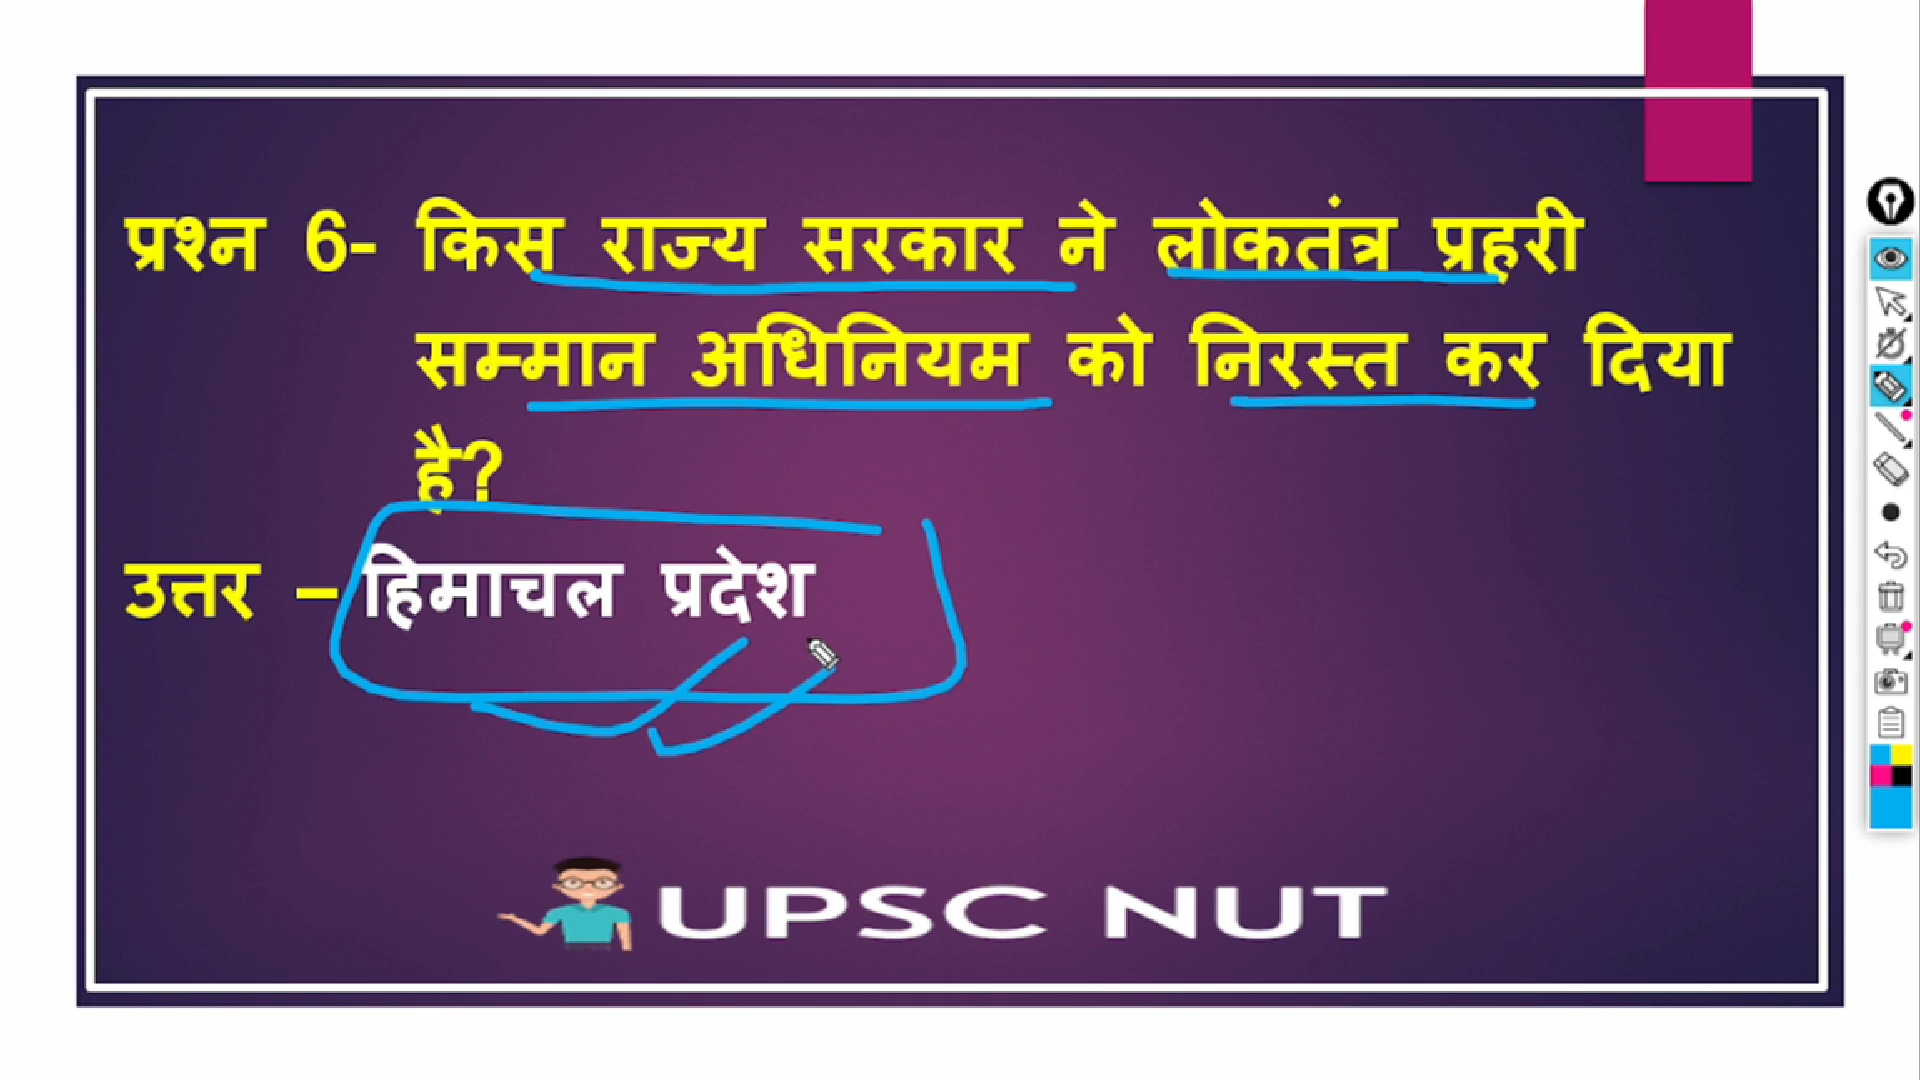 प्रश्न 6- किस राज्य सरकार ने लोकतंत्र प्रहरी
सम्मान अधिनियम को निरस्त कर दिया
है?
उत्तर – हिमाचल प्रदेश
UPSC NUT